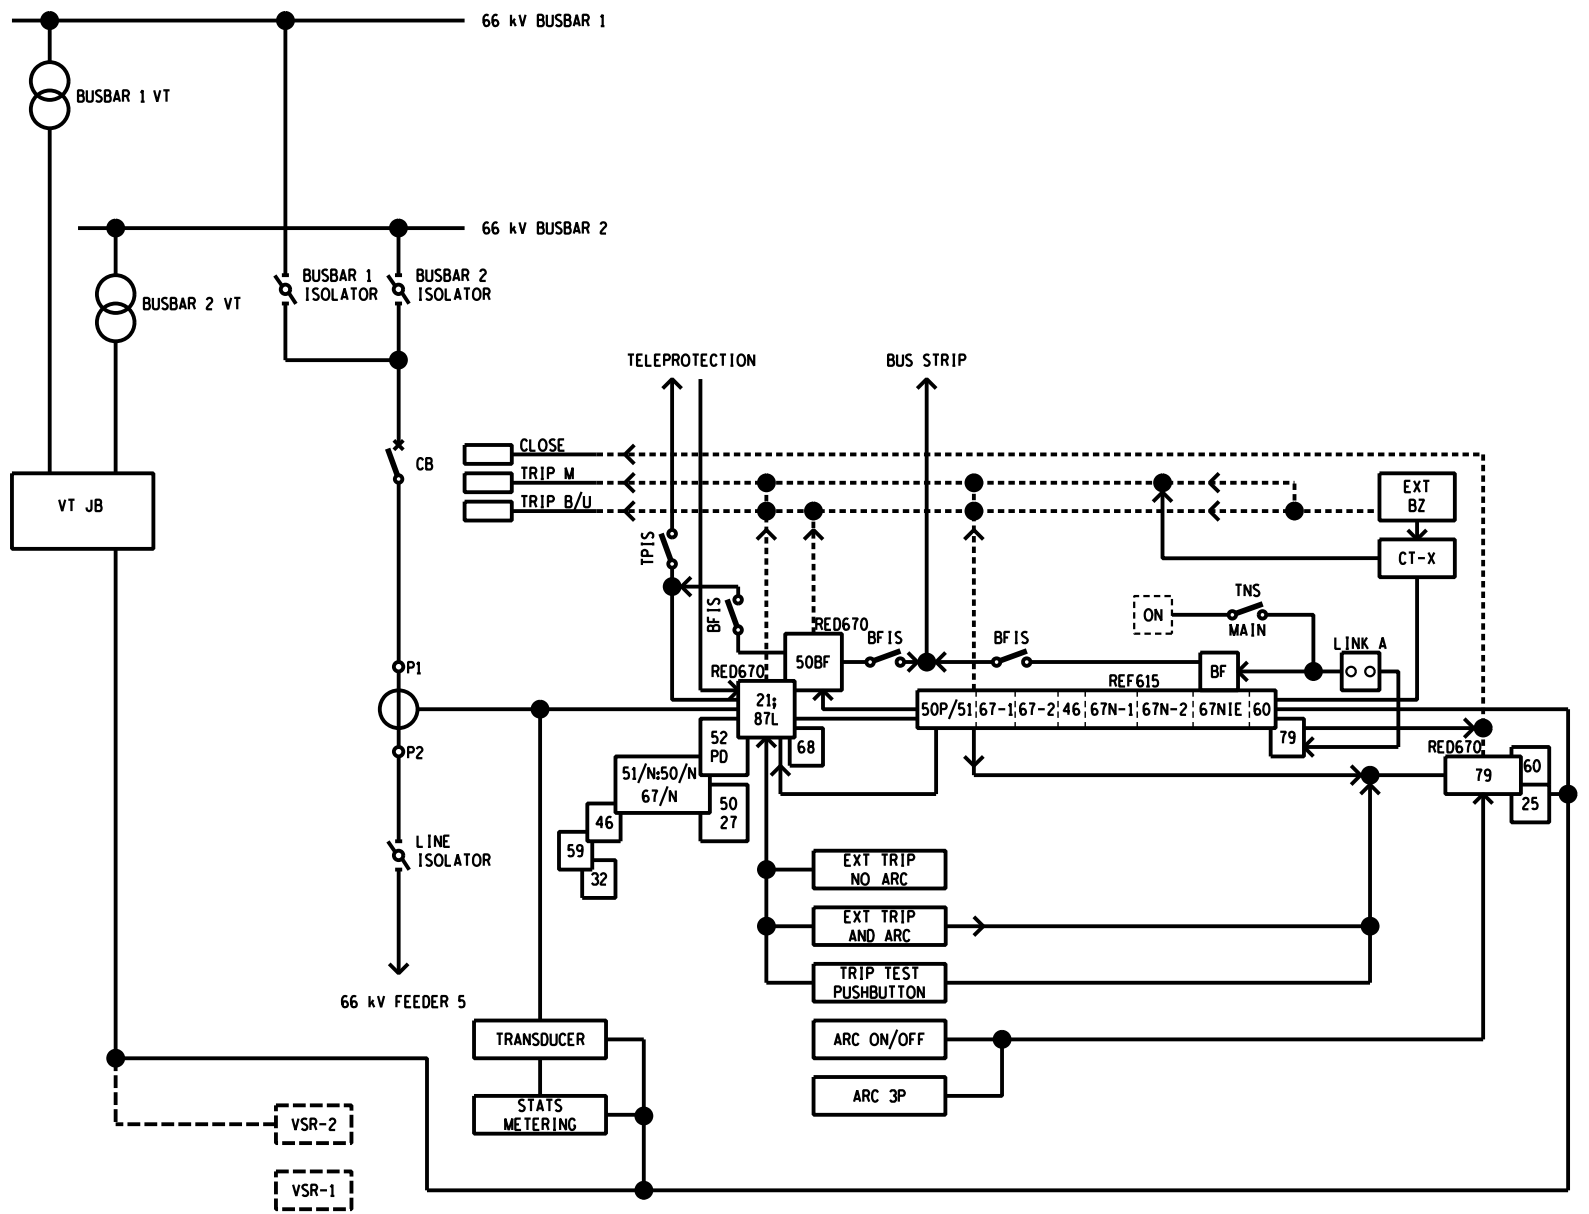 66 kV BUSBAR 1
BUSBAR 1 VT
66 kV BUSBAR 2
BUSBAR 2 VT
BUSBAR 1
ISOLATOR
BUSBAR 2
ISOLATOR
TELEPROTECTION
BUS STRIP
CB
CLOSE
TRIP M
TRIP B/U
VT JB
EXT
BZ
CT-X
TPIS
BFIS
TNS
ON
MAIN
LINK A
RED670
50BF
BFIS
BFIS
BF
P1
RED670
REF615
21;
87L
50P/51
67-1
67-2
46
67N-1
67N-2
67NIE
60
P2
52
PD
68
79
RED670
79
60
25
51/N:50/N
67/N
50
27
46
59
32
LINE
ISOLATOR
EXT TRIP
NO ARC
EXT TRIP
AND ARC
TRIP TEST
PUSHBUTTON
66 kV FEEDER 5
TRANSDUCER
ARC ON/OFF
STATS
METERING
ARC 3P
VSR-2
VSR-1